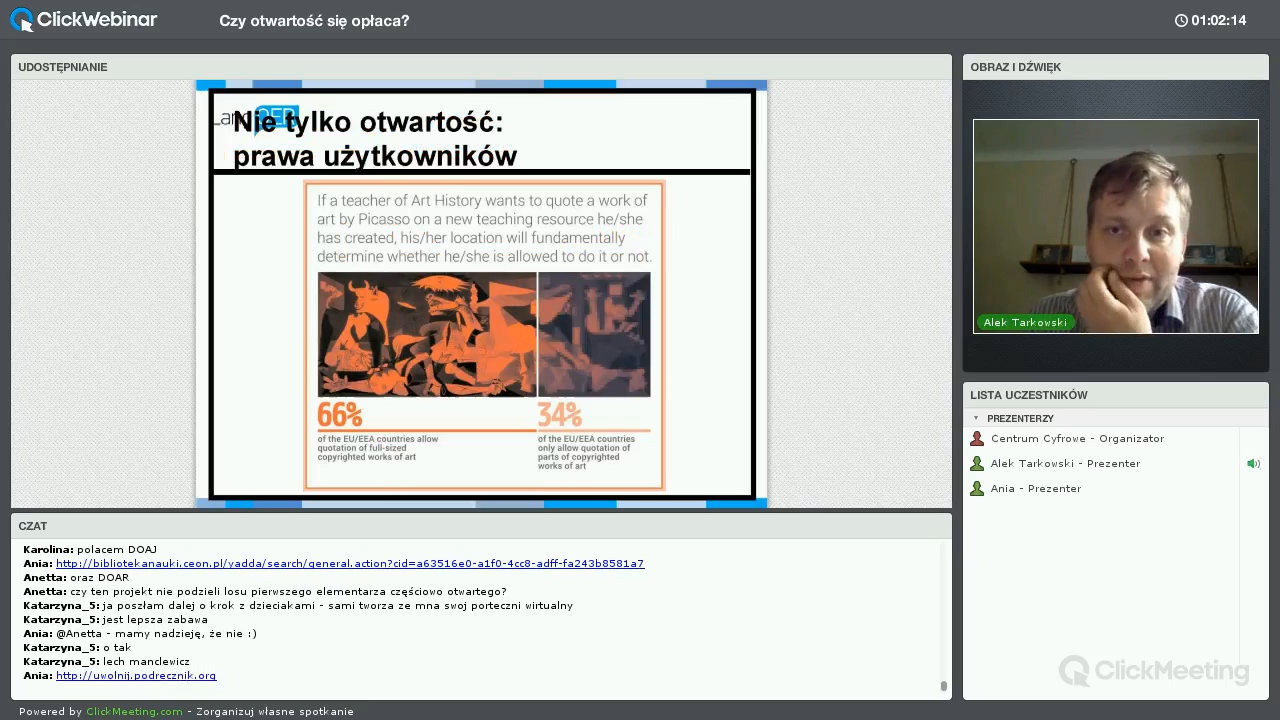 ClickWebinar
Czy otwartość się opłaca?
01:02:14
UDOSTĘPNIANIE
Nie tylko otwartość:
prawa użytkowników
If a teacher of Art History wants to quote a work of
art by Picasso on a new teaching resource he/she
has created, his/her location will fundamentally
determine whether he/she is allowed to do it or not.
66%
of the EU/EEA countries allow
quotation of full-sized
copyrighted works of art
34%
of the EU/EEA countries
only allow quotation of
parts of copyrighted
works of art
OBRAZ I DŹWIĘK
Alek Tarkowski
LISTA UCZESTNIKÓW
PREZENTERZY
Centrum Cyfrowe - Organizator
Alek Tarkowski - Prezenter
Ania - Prezenter
CZAT
Karolina: polacem DOAJ
Ania: http://bibliotekanauki.ceon.pl/yadda/search/general.action?cid=a63516e0-a1f0-4cc8-adff-fa243b8581a7
Anetta: oraz DOAR
Anetta: czy ten projekt nie podzieli losu pierwszego elementarza częściowo otwartego?
Katarzyna_5: ja poszłam dalej o krok z dzieciakami - sami tworza ze mna swoj porteczni wirtualny
Katarzyna_5: jest lepsza zabawa
Ania: @Anetta - mamy nadzieję, że nie :)
Katarzyna_5: o tak
Katarzyna_5: lech manclewicz
Ania: http://uwolnij.podrecznik.org
ClickMeeting
Powered by ClickMeeting.com - Zorganizuj własne spotkanie